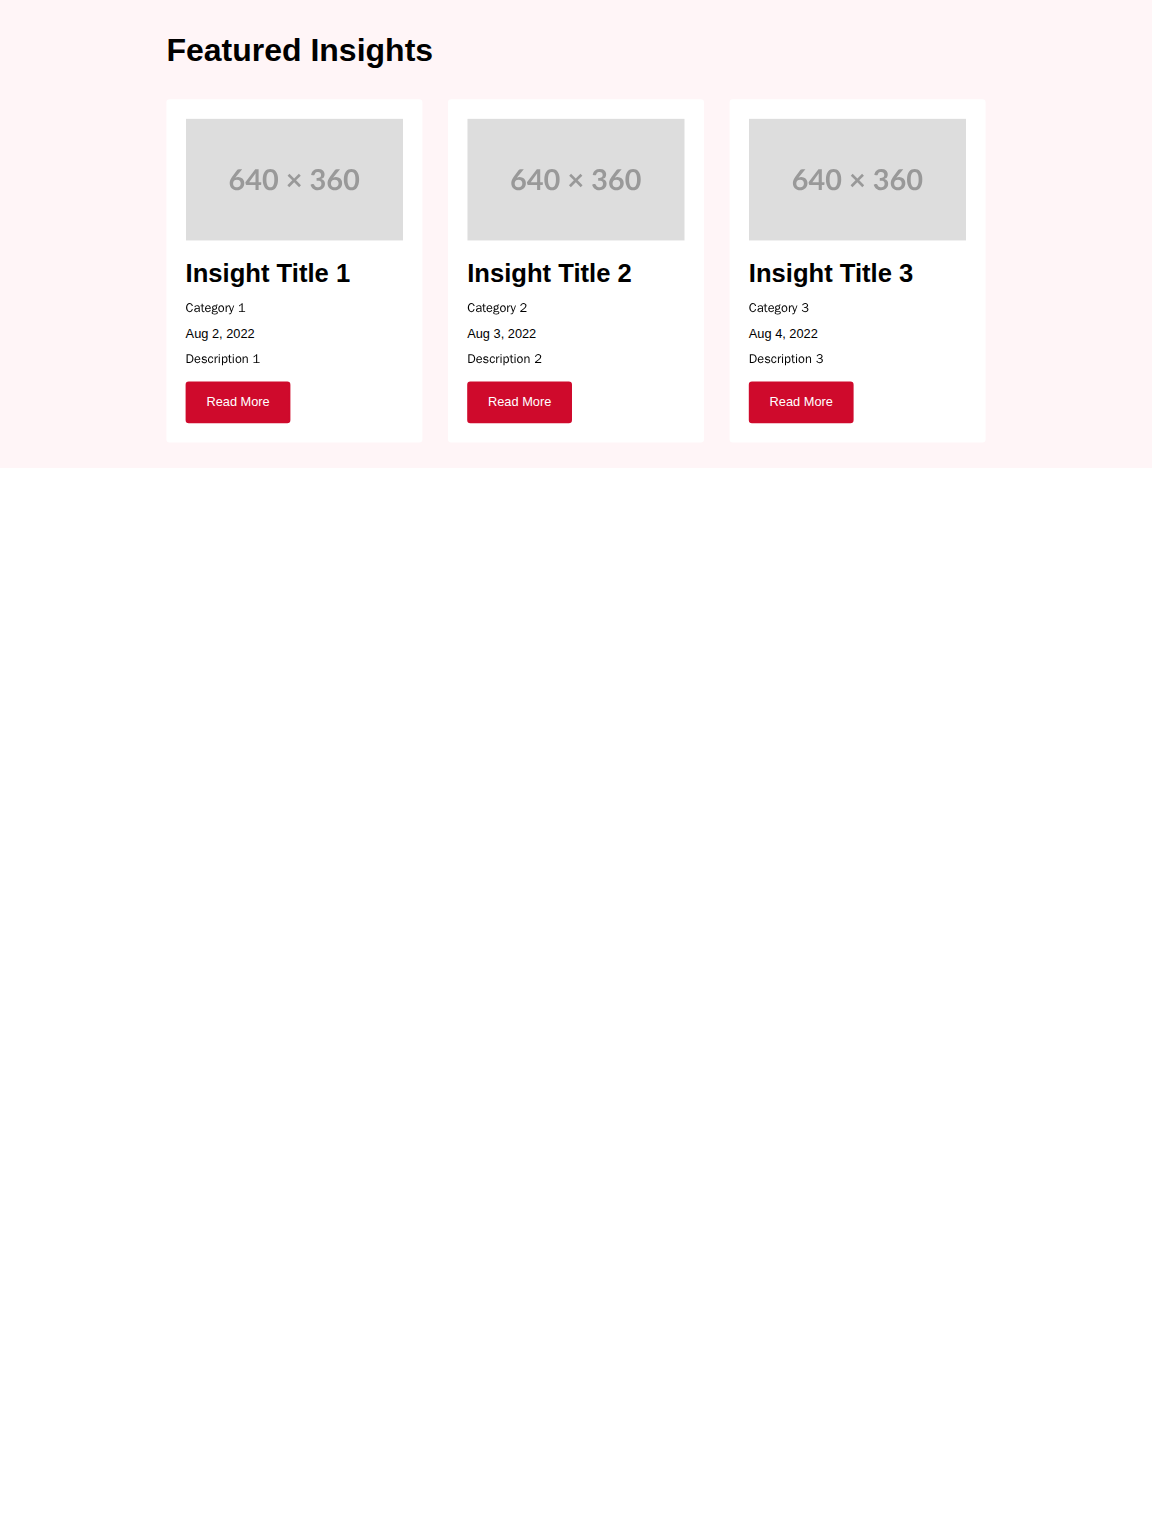 Featured Insights
640 × 360
Insight Title 1
Category 1
Aug 2, 2022
Description 1
Read More
640 × 360
Insight Title 2
Category 2
Aug 3, 2022
Description 2
Read More
640 × 360
Insight Title 3
Category 3
Aug 4, 2022
Description 3
Read More